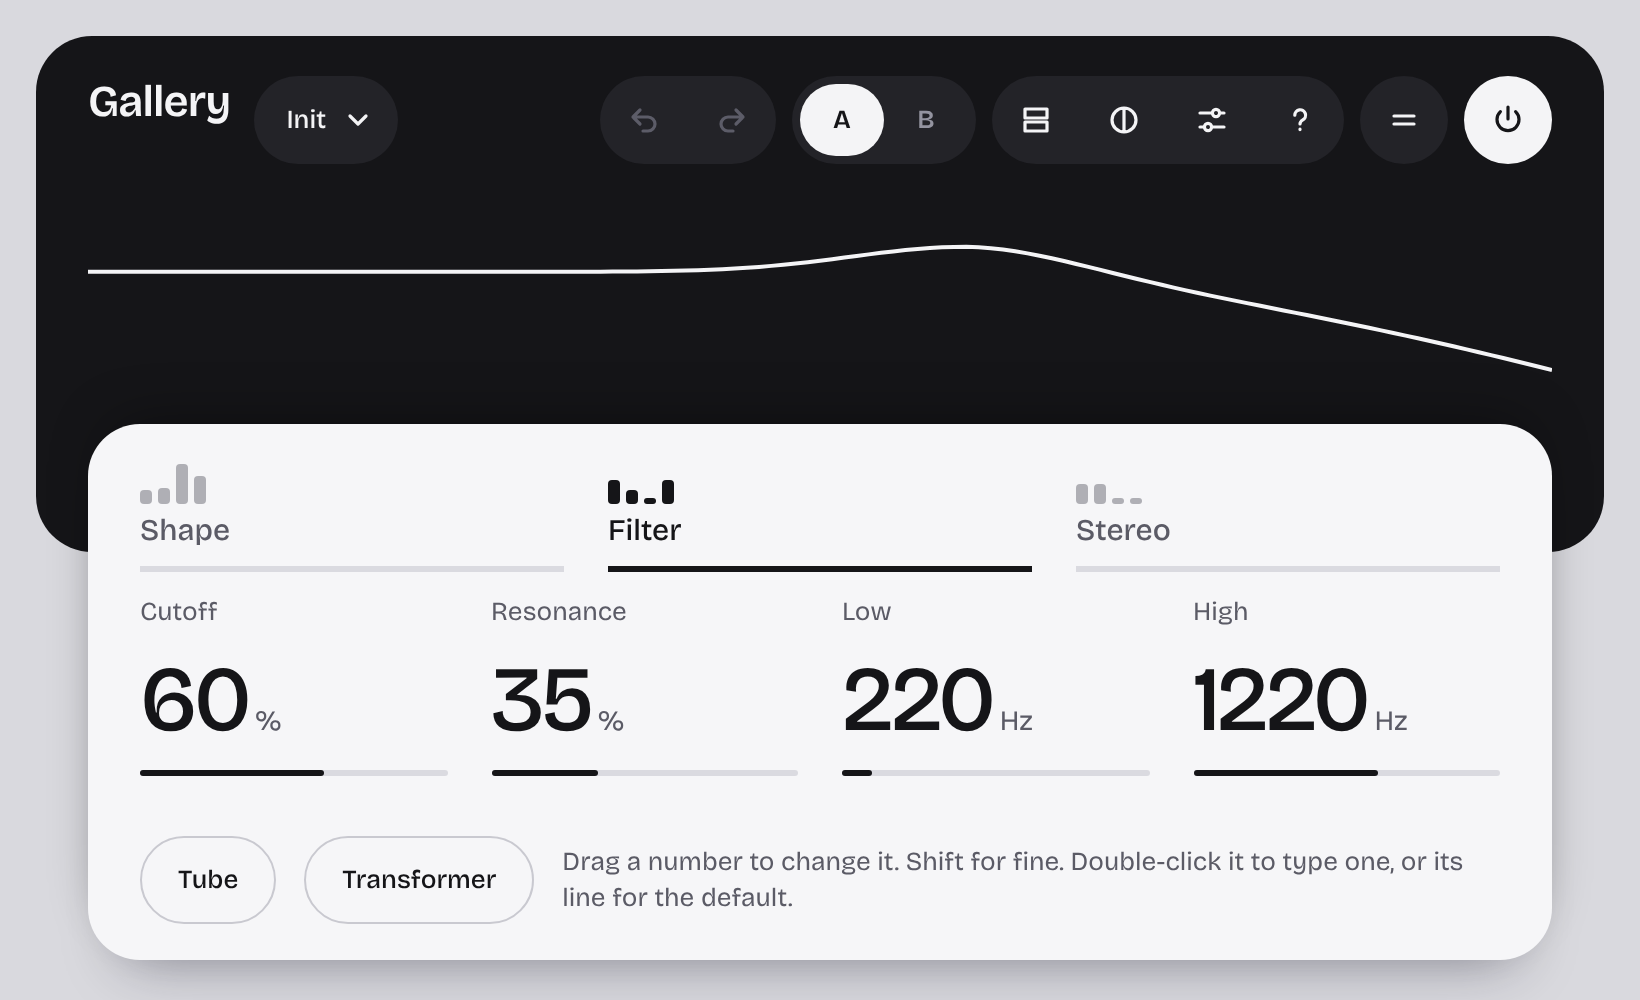 Gallery
Init
A
B
?
Shape
Filter
Stereo
Cutoff
Resonance
Low
High
60 %
35 %
220 Hz
1220 Hz
Tube
Transformer
Drag a number to change it. Shift for fine. Double-click it to type one, or its
line for the default.